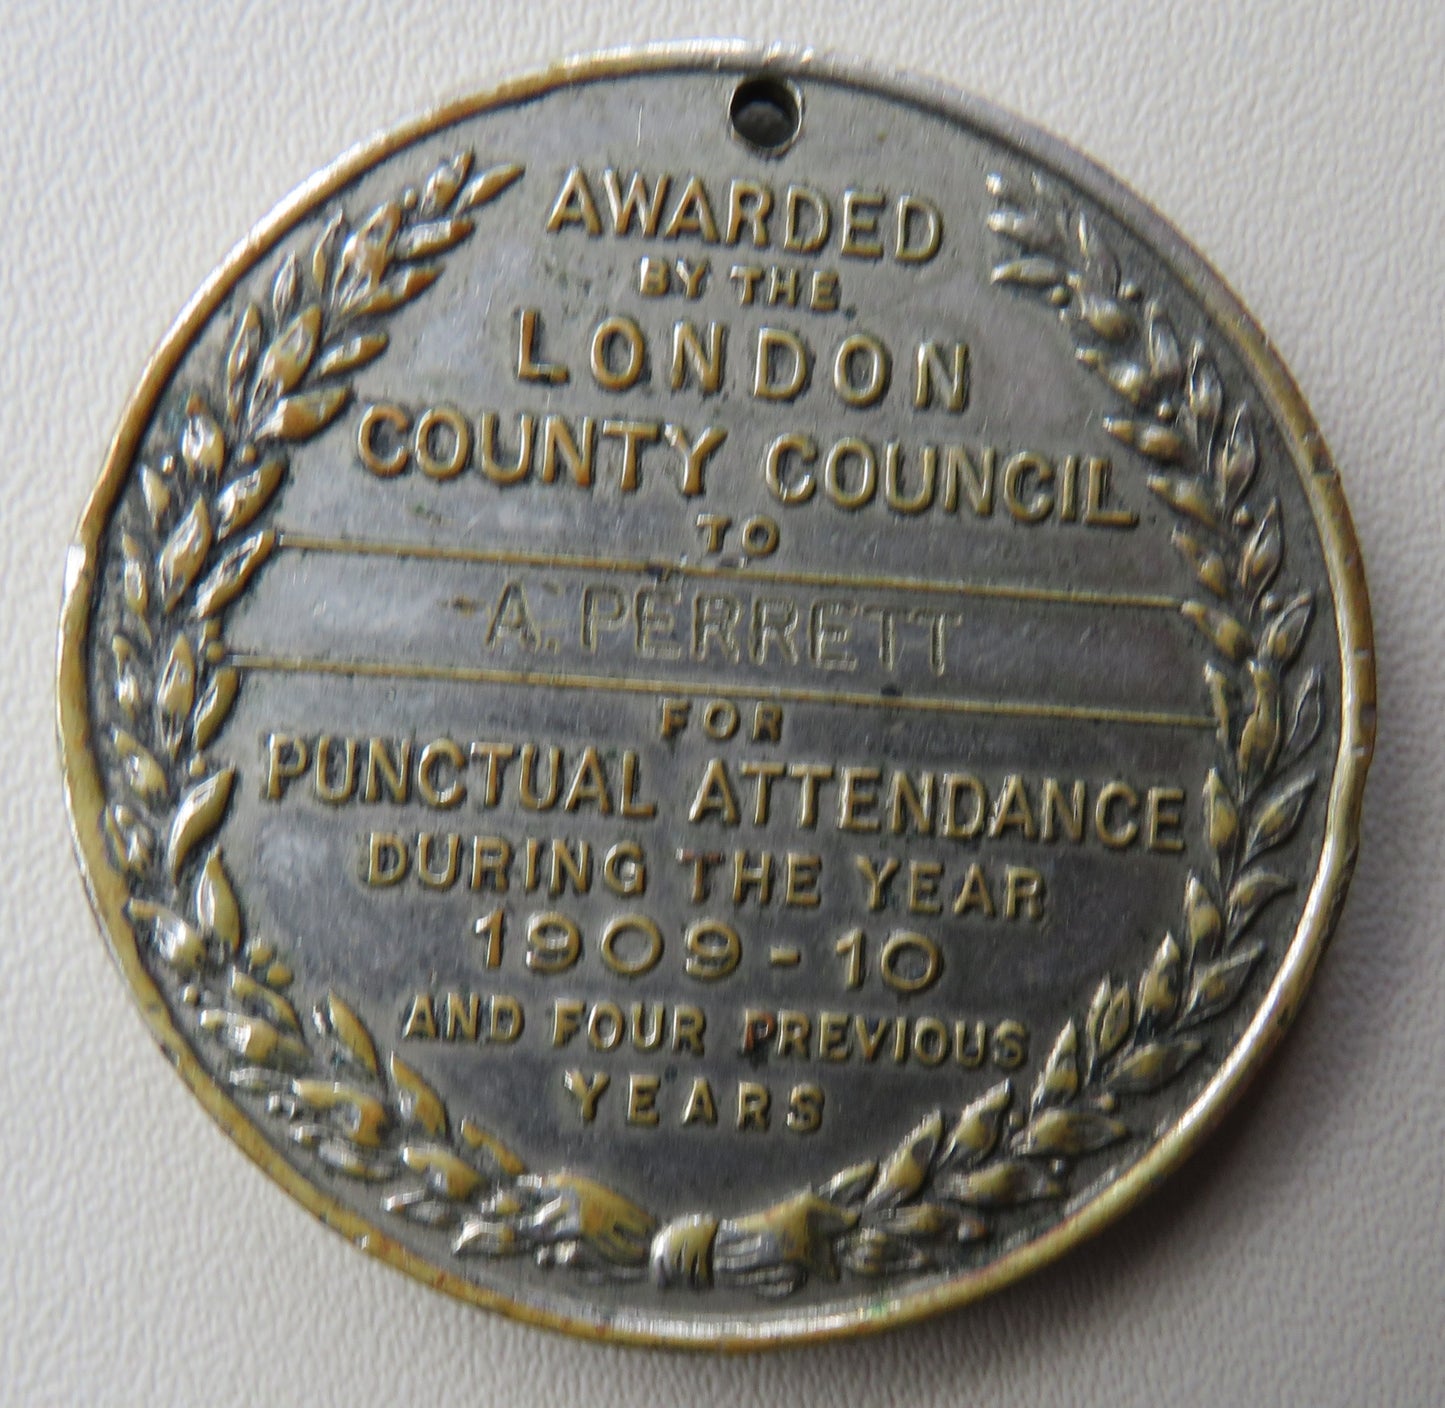 AWARDED
BY THE
LONDON
COUNTY COUNCIL
TO
A. PERRETT
FOR
PUNCTUAL ATTENDANCE
DURING THE YEAR
1909-10
AND FOUR PREVIOUS
YEARS